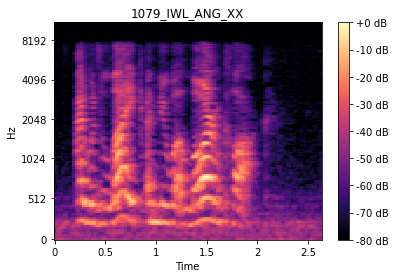 1079_IWL_ANG_XX
+0 dB
8192
-10 dB
4096
-20 dB
-30 dB
2048
-40 dB
Hz
1024
-50 dB
512
-60 dB
-70 dB
0
-80 dB
0 0.5 1 1.5 2 2.5
Time